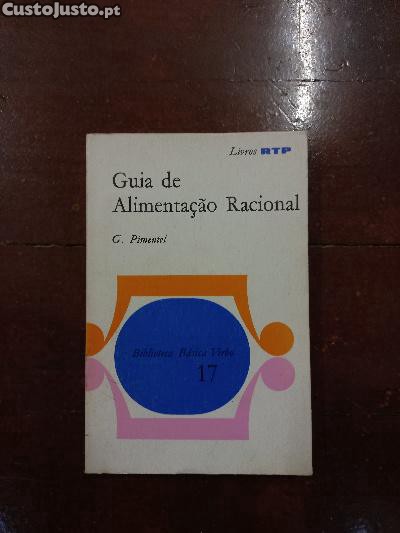 CustoJusto.pt
Livros RTP
Guia de
Alimentação Racional
G. Pimentel
Biblioteca Básica Verbo
17